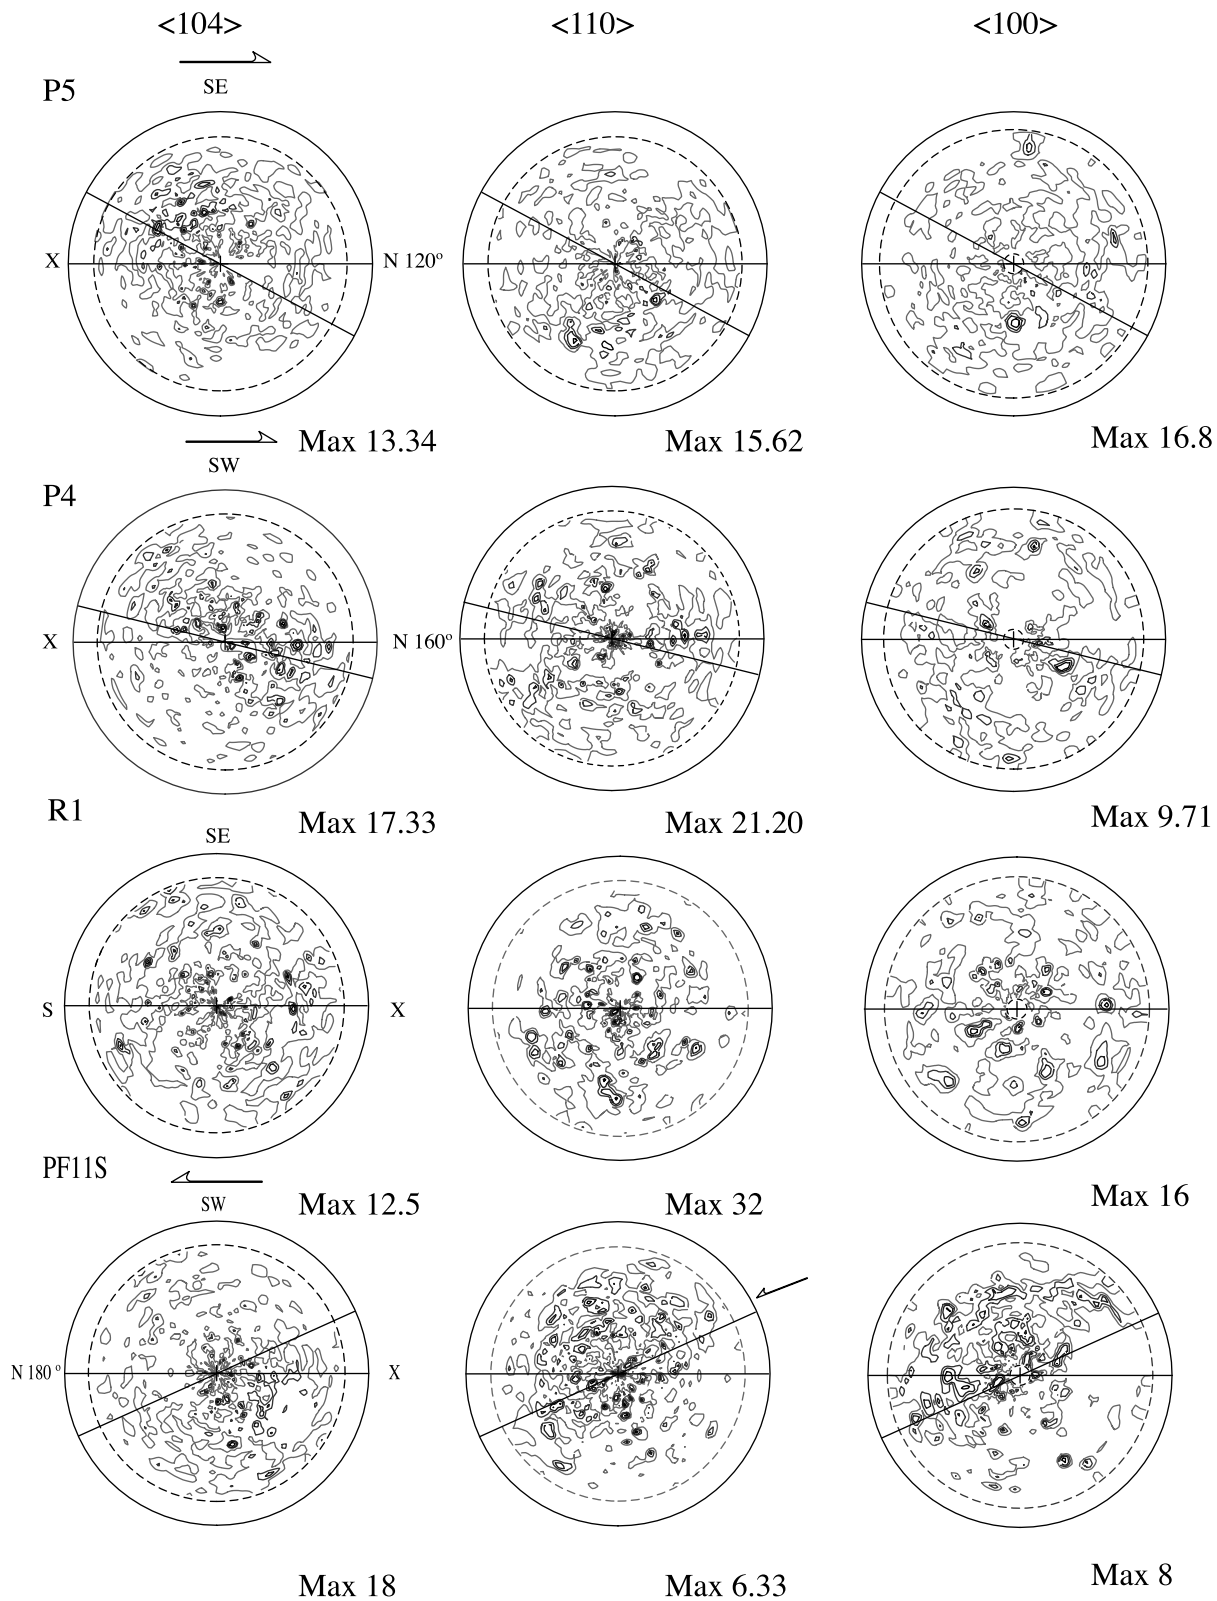 <104> <110> <100>
SE
P5
X N 120º
Max 13.34 Max 15.62 Max 16.8
SW
P4
X N 160º
Max 17.33 Max 21.20 Max 9.71
R1
SE
S X
Max 12.5 Max 32 Max 16
PF11S
SW
N 180 º X
Max 18 Max 6.33 Max 8